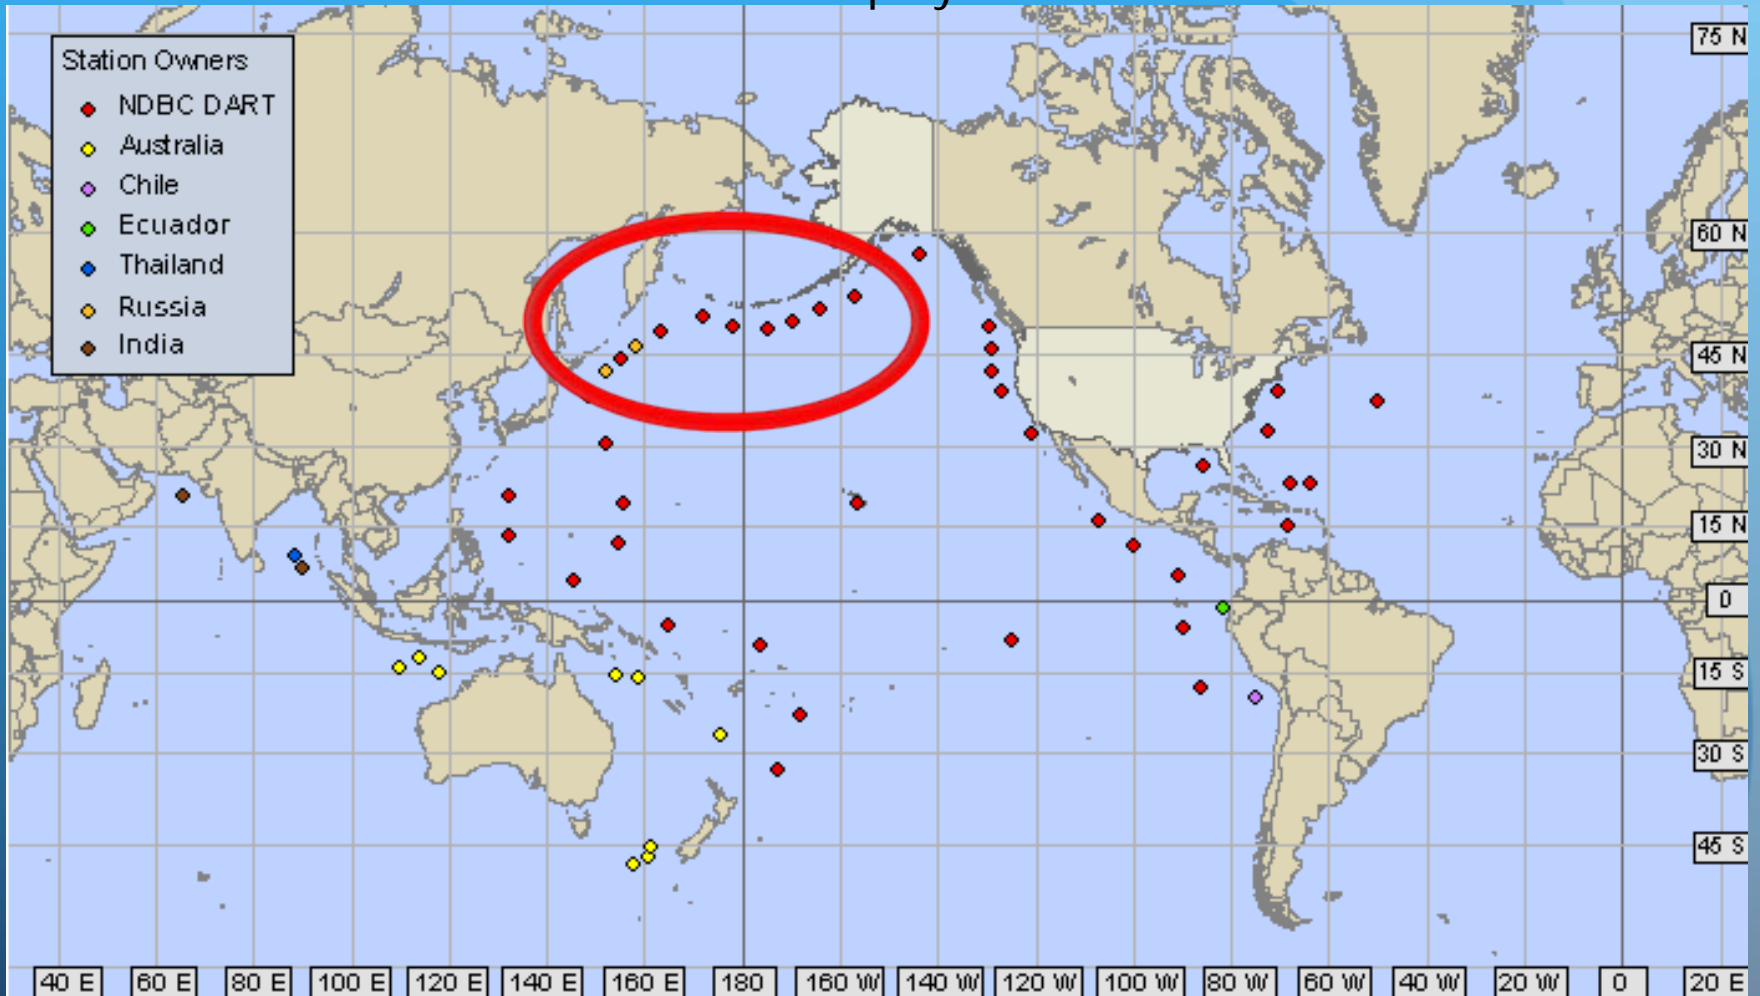 Station Owners
NDBC DART
Australia
Chile
Ecuador
Thailand
Russia
India
75 N
60 N
45 N
30 N
15 N
0
15 S
30 S
45 S
40 E 60 E 80 E 100 E 120 E 140 E 160 E 180 160 W 140 W 120 W 100 W 80 W 60 W 40 W 20 W 0 20 E